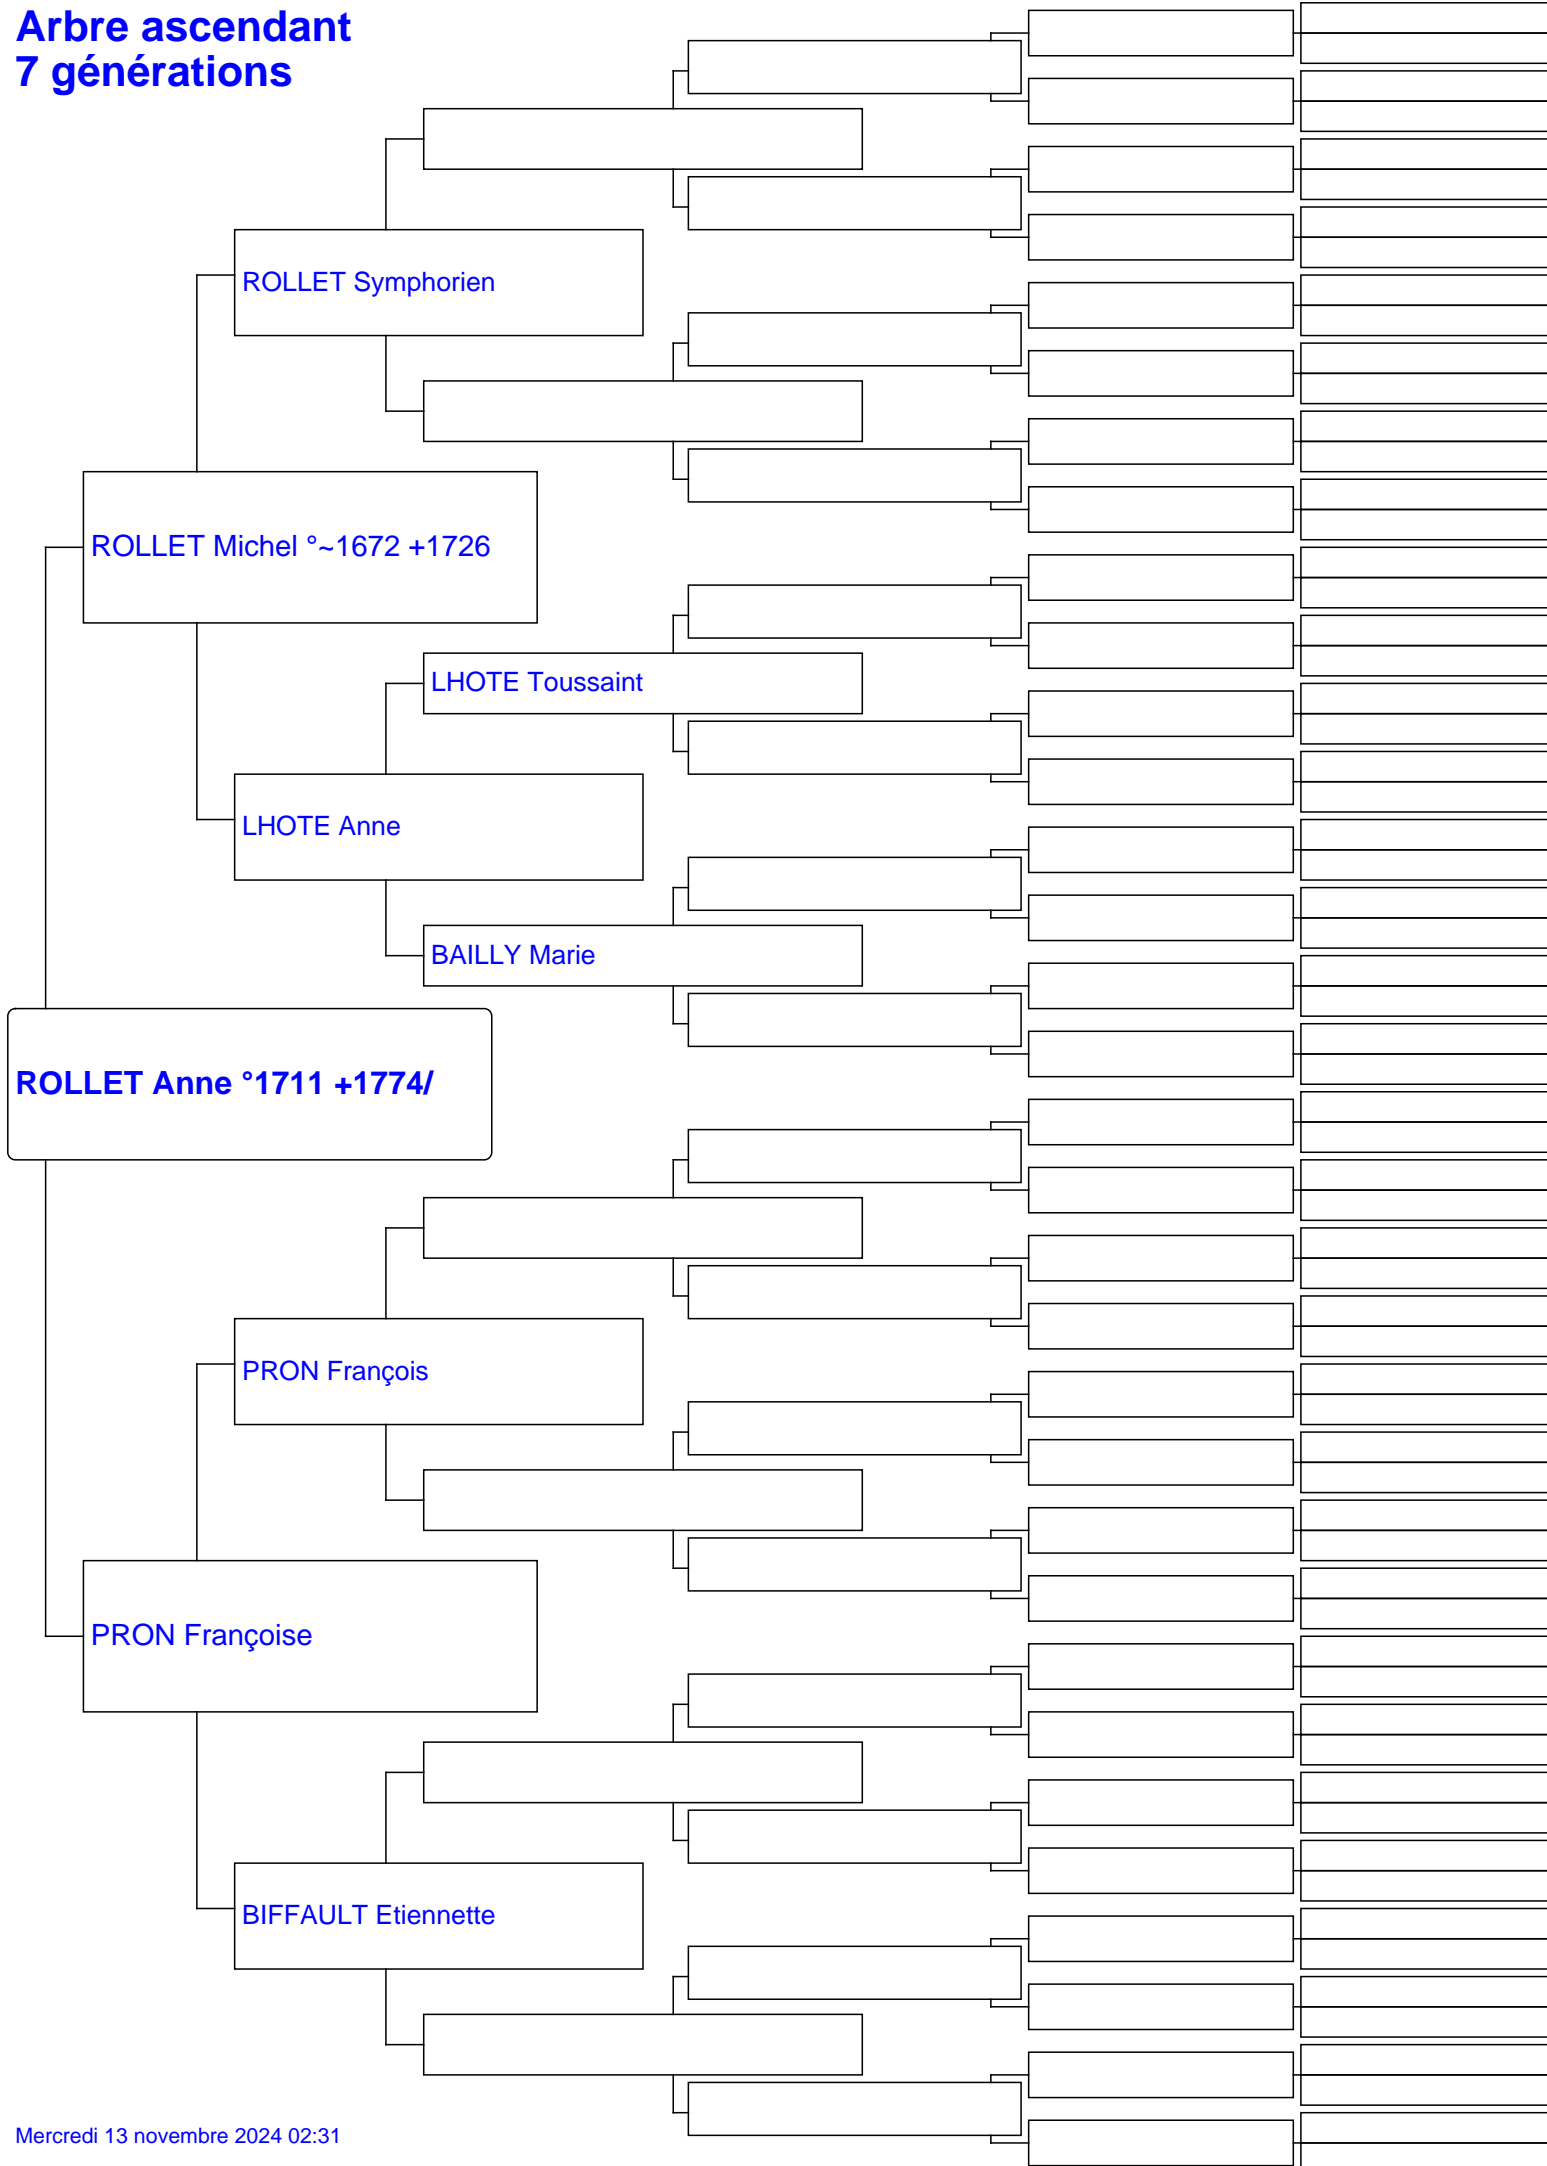 Arbre ascendant
7 générations
ROLLET Symphorien
ROLLET Michel °~1672 +1726
LHOTE Toussaint
LHOTE Anne
BAILLY Marie
ROLLET Anne °1711 +1774/
PRON François
PRON Françoise
BIFFAULT Etiennette
Mercredi 13 novembre 2024 02:31